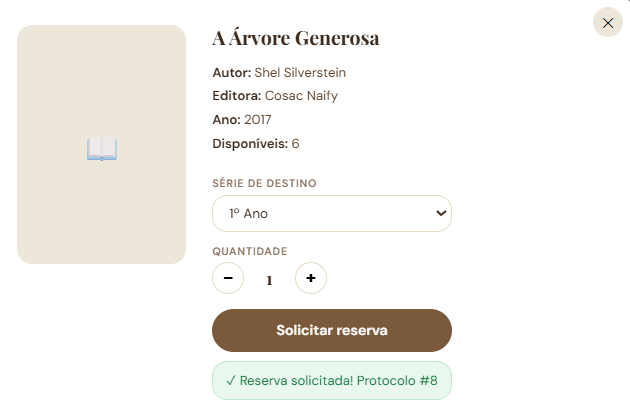 A Árvore Generosa
Autor: Shel Silverstein
Editora: Cosac Naify
Ano: 2017
Disponíveis: 6
SÉRIE DE DESTINO
1º Ano
QUANTIDADE
− 1 +
Solicitar reserva
✓ Reserva solicitada! Protocolo #8